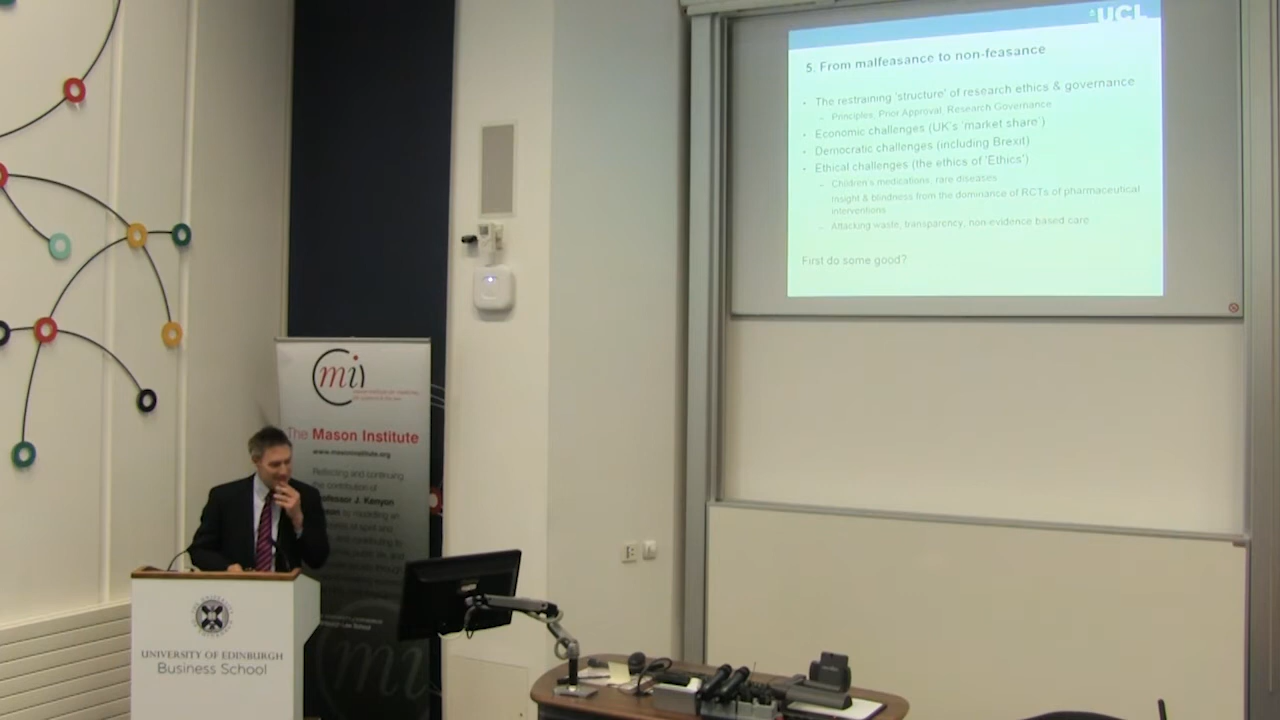 UCL
5. From malfeasance to non-feasance
• The restraining 'structure' of research ethics & governance
– Principles, Prior Approval, Research Governance
• Economic challenges (UK's 'market share')
• Democratic challenges (including Brexit)
• Ethical challenges (the ethics of 'Ethics')
– Children's medications, rare diseases
Insight & blindness from the dominance of RCTs of pharmaceutical
interventions
– Attacking waste, transparency, non-evidence based care
First do some good?
mi
The Mason Institute
www.masoninstitute.org
Reflecting and continuing
the contribution of
Professor J. Kenyon
UNIVERSITY OF EDINBURGH
Business School
mi